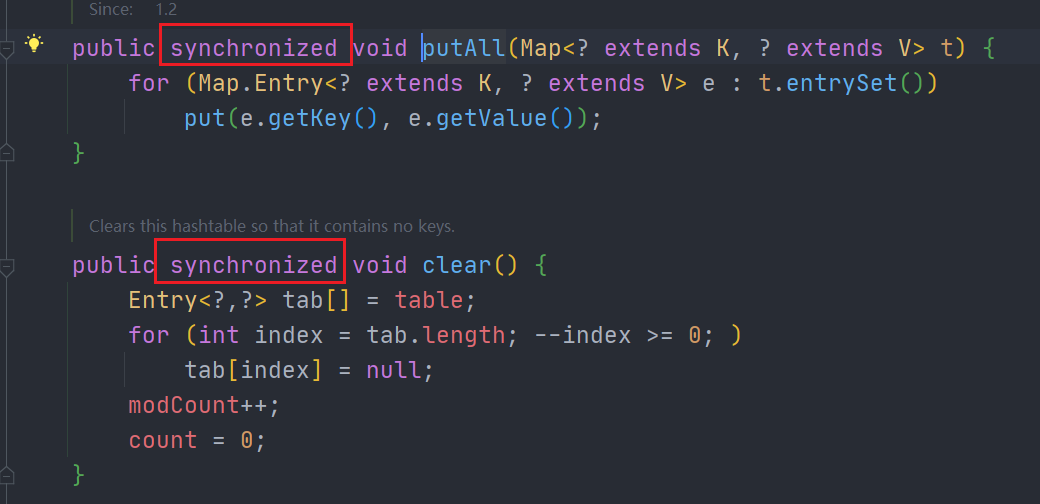 Since: 1.2
public synchronized void putAll(Map<? extends K, ? extends V> t) {
for (Map.Entry<? extends K, ? extends V> e : t.entrySet())
put(e.getKey(), e.getValue());
}
Clears this hashtable so that it contains no keys.
public synchronized void clear() {
Entry<?,?> tab[] = table;
for (int index = tab.length; --index >= 0; )
tab[index] = null;
modCount++;
count = 0;
}